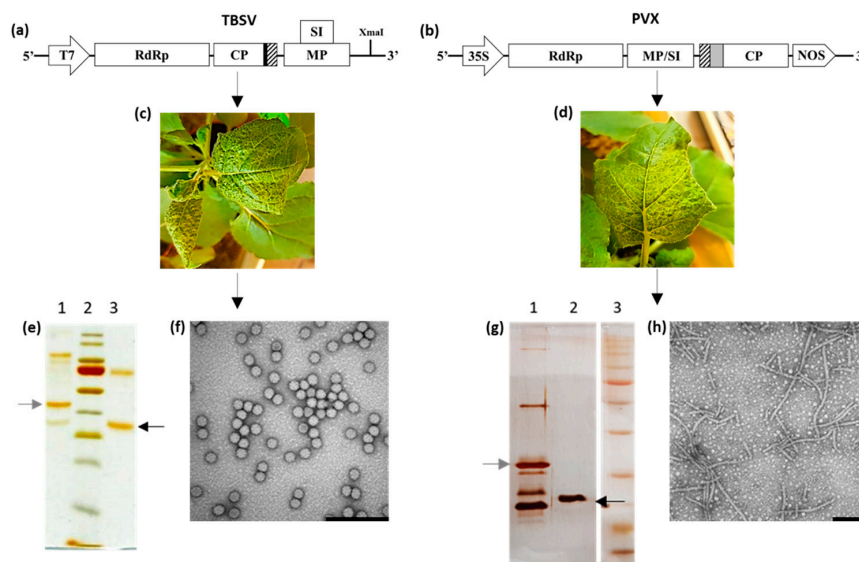 TBSV
(a)
5'
T7
RdRp
CP
SI
MP
XmaI
3'
PVX
(b)
5'
35S
RdRp
MP/SI
CP
NOS
3'
(c)
(d)
(e)
1 2 3
(f)
(g)
1 2 3
(h)